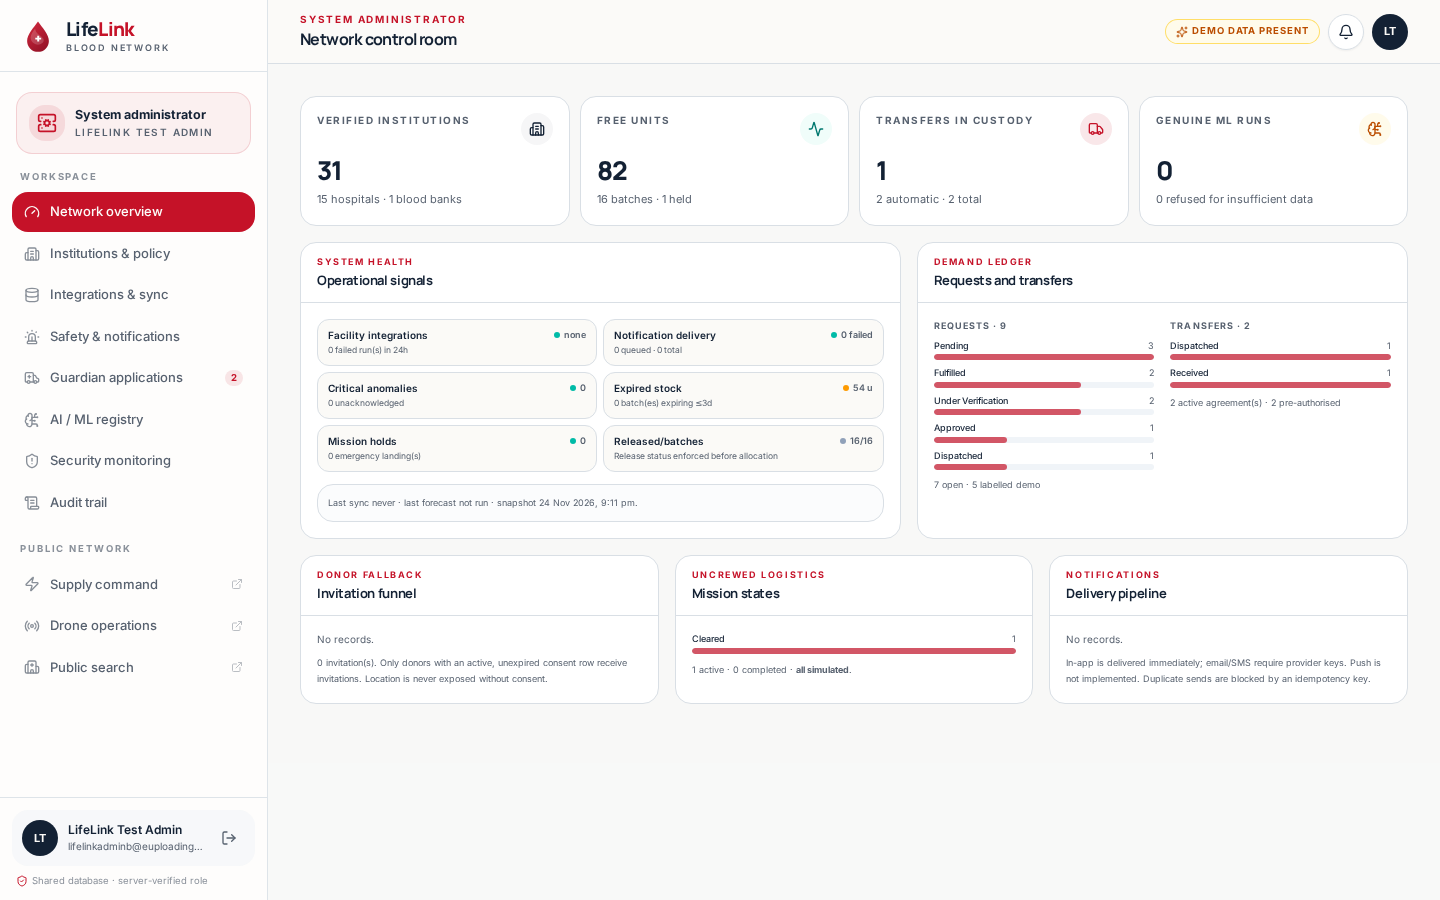 LifeLink
BLOOD NETWORK
System administrator
LIFELINK TEST ADMIN
WORKSPACE
Network overview
Institutions & policy
Integrations & sync
Safety & notifications
Guardian applications 2
AI / ML registry
Security monitoring
Audit trail
PUBLIC NETWORK
Supply command
Drone operations
Public search
LT
LifeLink Test Admin
lifelinkadminb@euploading...
Shared database · server-verified role
SYSTEM ADMINISTRATOR
Network control room
DEMO DATA PRESENT
LT
VERIFIED INSTITUTIONS
31
15 hospitals · 1 blood banks
FREE UNITS
82
16 batches · 1 held
TRANSFERS IN CUSTODY
1
2 automatic · 2 total
GENUINE ML RUNS
0
0 refused for insufficient data
SYSTEM HEALTH
Operational signals
Facility integrations none
0 failed run(s) in 24h
Notification delivery 0 failed
0 queued · 0 total
Critical anomalies 0
0 unacknowledged
Expired stock 54 u
0 batch(es) expiring ≤3d
Mission holds 0
0 emergency landing(s)
Released/batches 16/16
Release status enforced before allocation
Last sync never · last forecast not run · snapshot 24 Nov 2026, 9:11 pm.
DEMAND LEDGER
Requests and transfers
REQUESTS · 9
Pending 3
Fulfilled 2
Under Verification 2
Approved 1
Dispatched 1
7 open · 5 labelled demo
TRANSFERS · 2
Dispatched 1
Received 1
2 active agreement(s) · 2 pre-authorised
DONOR FALLBACK
Invitation funnel
No records.
0 invitation(s). Only donors with an active, unexpired consent row receive
invitations. Location is never exposed without consent.
UNCREWED LOGISTICS
Mission states
Cleared 1
1 active · 0 completed · all simulated.
NOTIFICATIONS
Delivery pipeline
No records.
In-app is delivered immediately; email/SMS require provider keys. Push is
not implemented. Duplicate sends are blocked by an idempotency key.